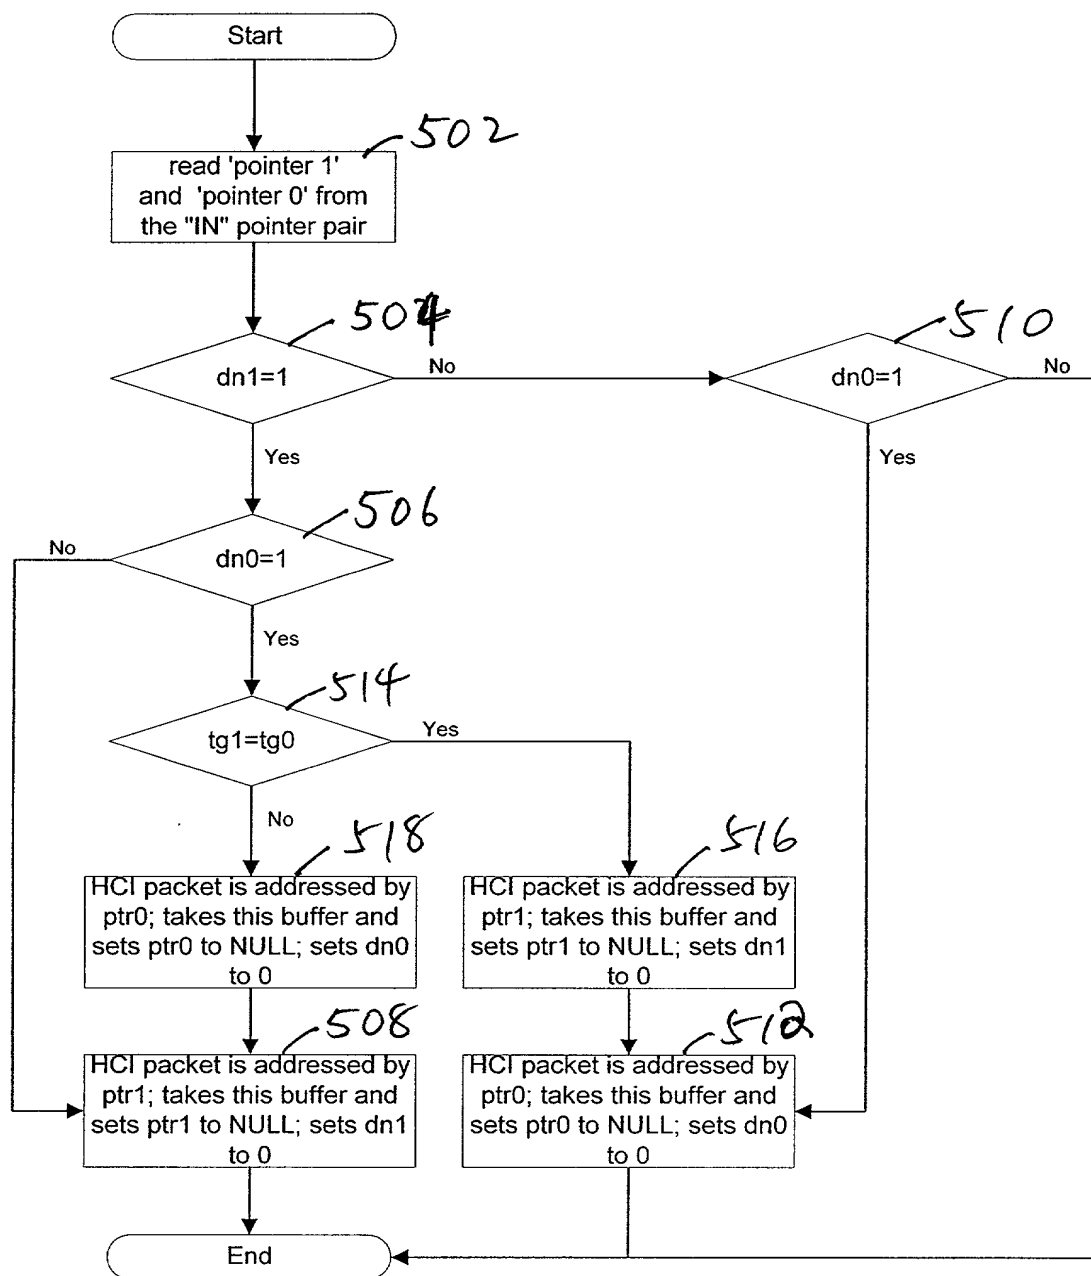 Start
502
read 'pointer 1'
and 'pointer 0' from
the "IN" pointer pair
504
510
dn1=1
No
dn0=1
No
Yes
Yes
506
No
dn0=1
Yes
514
tg1=tg0
Yes
No
518
516
HCI packet is addressed by
ptr0; takes this buffer and
sets ptr0 to NULL; sets dn0
to 0
HCI packet is addressed by
ptr1; takes this buffer and
sets ptr1 to NULL; sets dn1
to 0
508
512
HCI packet is addressed by
ptr1; takes this buffer and
sets ptr1 to NULL; sets dn1
to 0
HCI packet is addressed by
ptr0; takes this buffer and
sets ptr0 to NULL; sets dn0
to 0
End